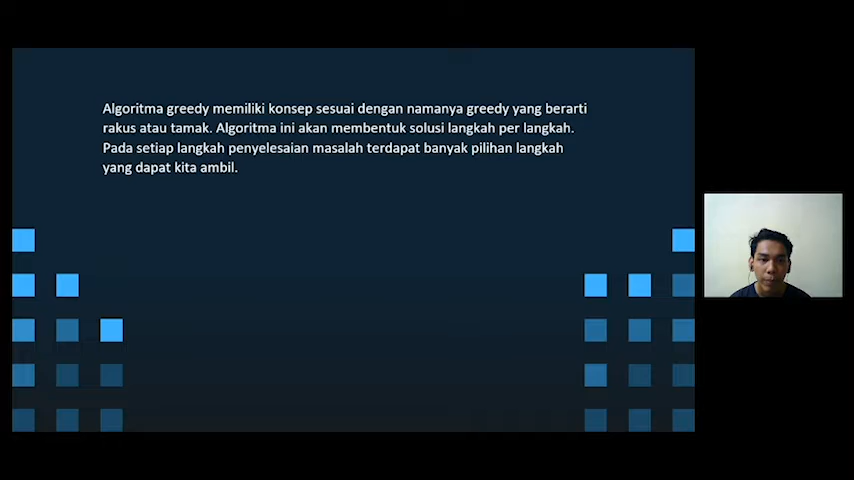 Algoritma greedy memiliki konsep sesuai dengan namanya greedy yang berarti
rakus atau tamak. Algoritma ini akan membentuk solusi langkah per langkah.
Pada setiap langkah penyelesaian masalah terdapat banyak pilihan langkah
yang dapat kita ambil.